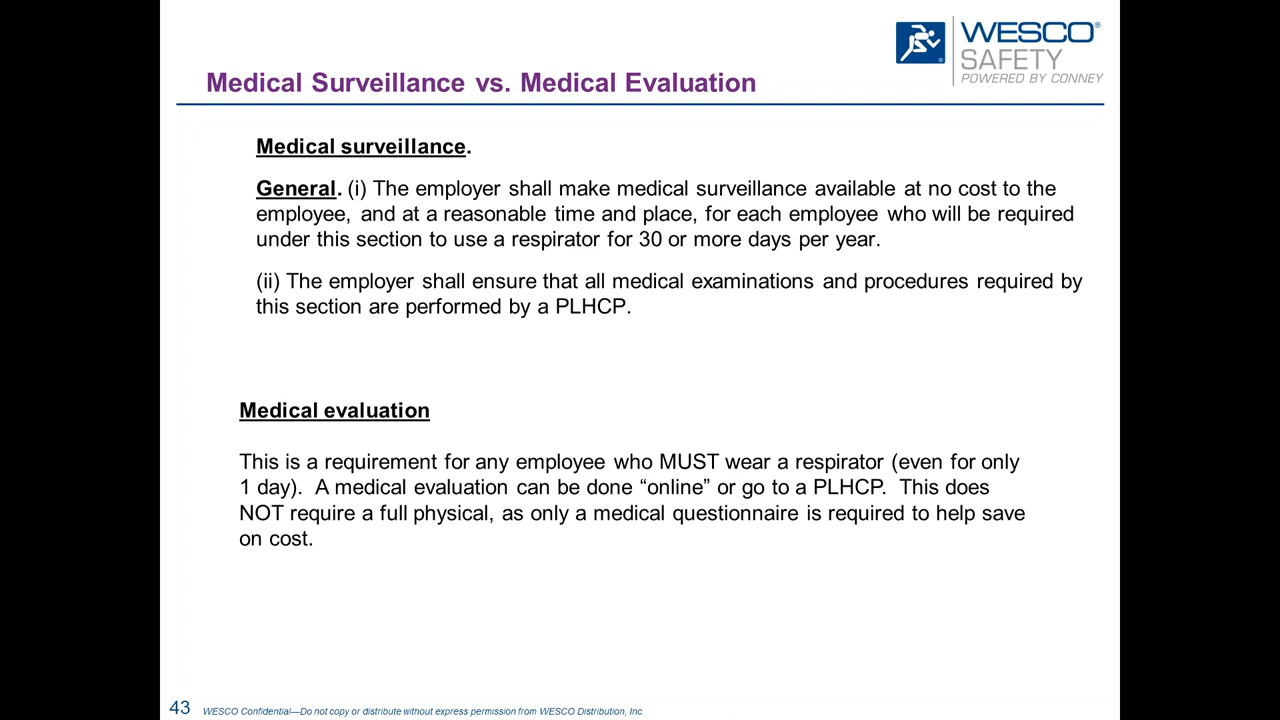 WESCO®
SAFETY
POWERED BY CONNEY
Medical Surveillance vs. Medical Evaluation
Medical surveillance.
General. (i) The employer shall make medical surveillance available at no cost to the
employee, and at a reasonable time and place, for each employee who will be required
under this section to use a respirator for 30 or more days per year.
(ii) The employer shall ensure that all medical examinations and procedures required by
this section are performed by a PLHCP.
Medical evaluation
This is a requirement for any employee who MUST wear a respirator (even for only
1 day).  A medical evaluation can be done “online” or go to a PLHCP.  This does
NOT require a full physical, as only a medical questionnaire is required to help save
on cost.
43 WESCO Confidential—Do not copy or distribute without express permission from WESCO Distribution, Inc.